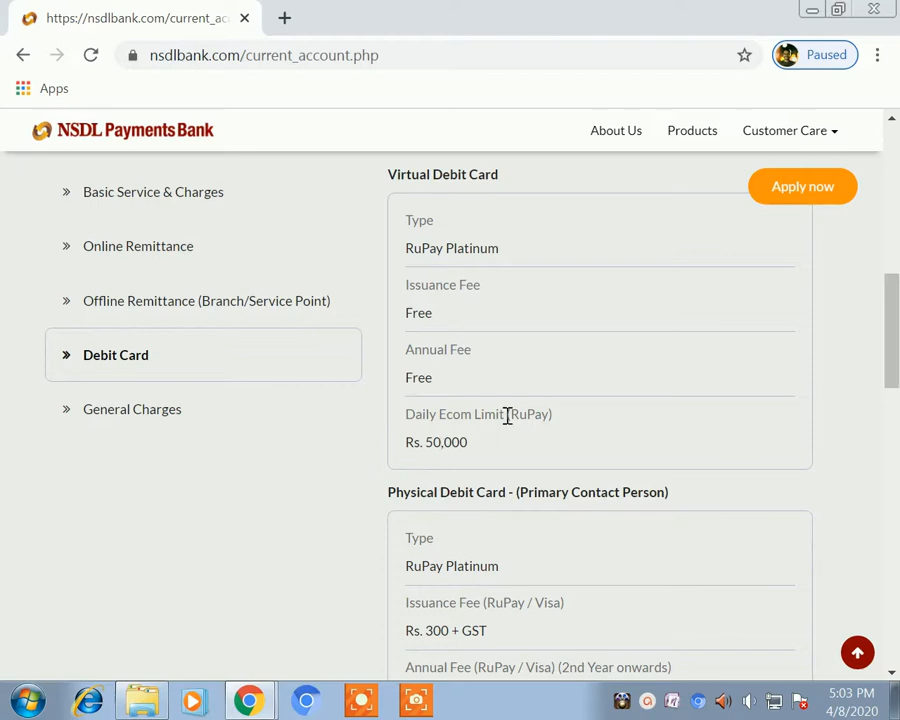 https://nsdlbank.com/current_ac
nsdlbank.com/current_account.php
Paused
Apps
NSDL Payments Bank
About Us
Products
Customer Care
Apply now
Basic Service & Charges
Online Remittance
Offline Remittance (Branch/Service Point)
Debit Card
General Charges
Virtual Debit Card
Type
RuPay Platinum
Issuance Fee
Free
Annual Fee
Free
Daily Ecom Limit (RuPay)
Rs. 50,000
Physical Debit Card - (Primary Contact Person)
Type
RuPay Platinum
Issuance Fee (RuPay / Visa)
Rs. 300 + GST
Annual Fee (RuPay / Visa) (2nd Year onwards)
5:03 PM
4/8/2020